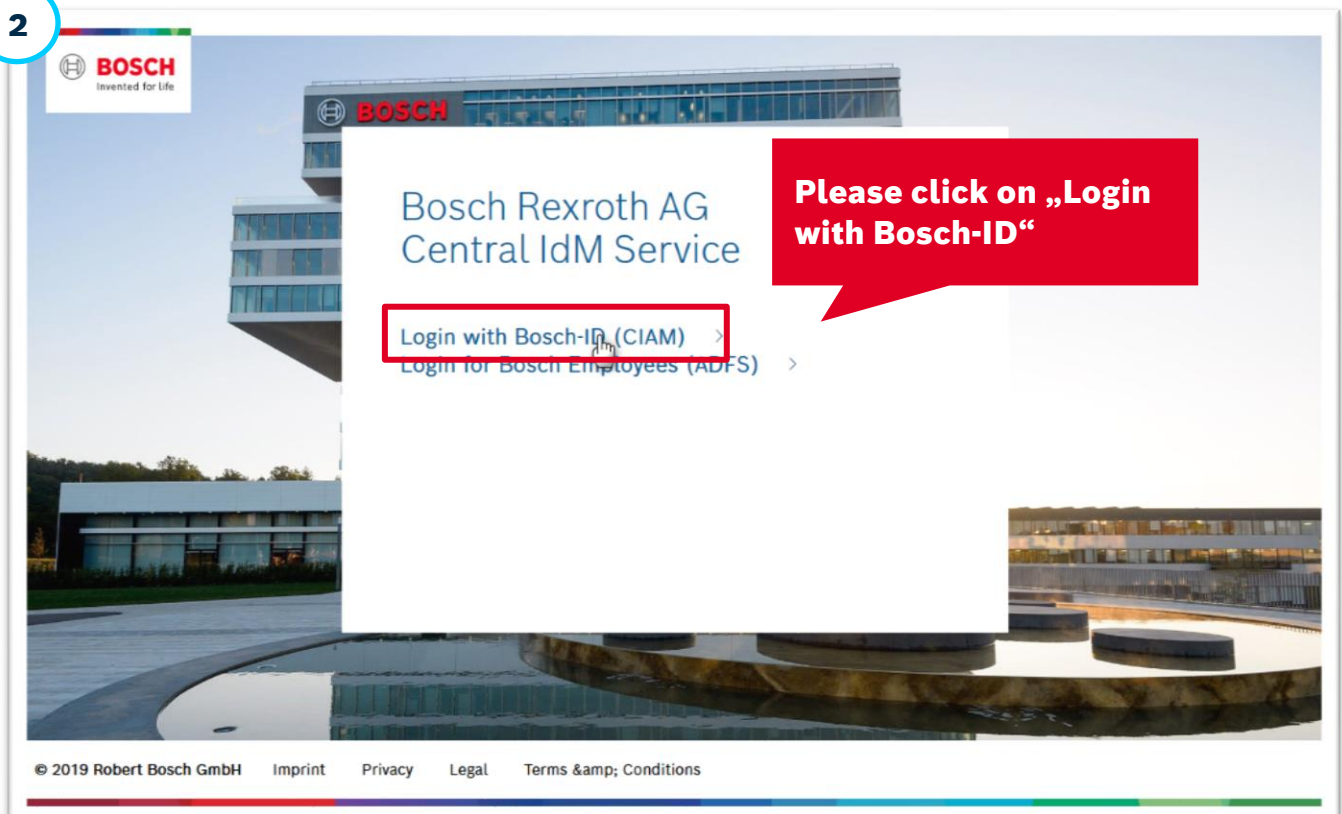 2
BOSCH
Invented for life
BOSCH
Bosch Rexroth AG
Central IdM Service
Please click on „Login
with Bosch-ID“
Login with Bosch-ID (CIAM)
Login for Bosch Employees (ADFS)
© 2019 Robert Bosch GmbH Imprint Privacy Legal Terms &amp; Conditions